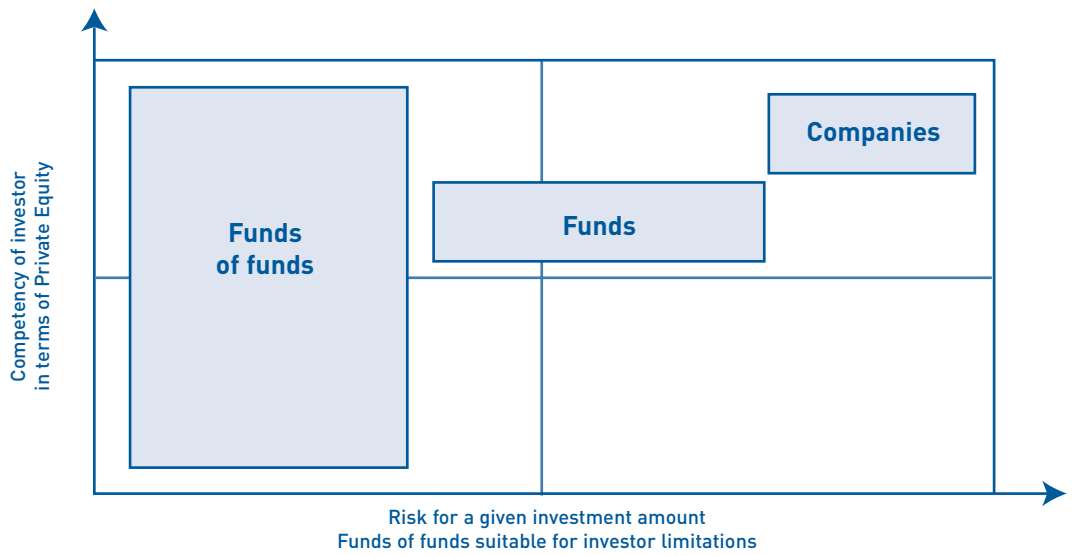 Companies
Funds
Funds
of funds
Competency of investor
in terms of Private Equity
Risk for a given investment amount
Funds of funds suitable for investor limitations